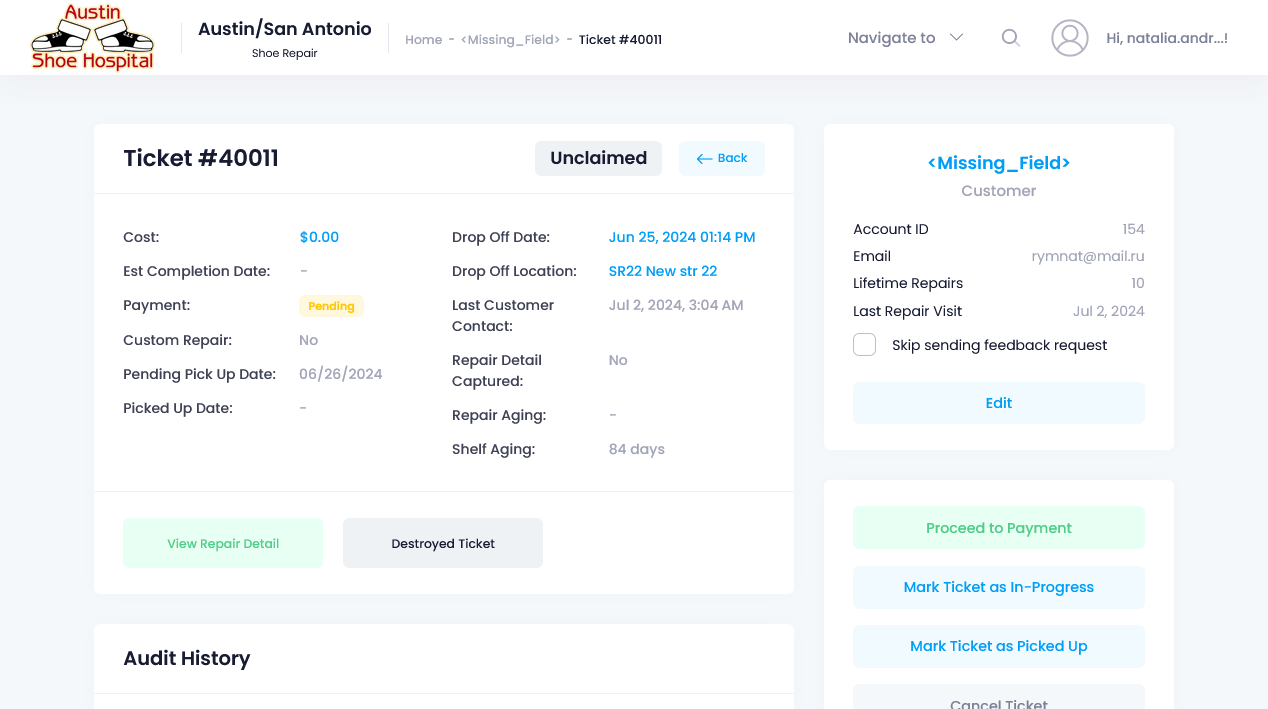 Austin
Shoe Hospital
Austin/San Antonio
Shoe Repair
Home - <Missing_Field> - Ticket #40011
Navigate to
Hi, natalia.andr...!
Ticket #40011
Unclaimed
Back
Cost: $0.00
Est Completion Date: -
Payment: Pending
Custom Repair: No
Pending Pick Up Date: 06/26/2024
Picked Up Date: -
Drop Off Date: Jun 25, 2024 01:14 PM
Drop Off Location: SR22 New str 22
Last Customer Jul 2, 2024, 3:04 AM
Contact:
Repair Detail No
Captured:
Repair Aging: -
Shelf Aging: 84 days
View Repair Detail
Destroyed Ticket
Audit History
<Missing_Field>
Customer
Account ID 154
Email rymnat@mail.ru
Lifetime Repairs 10
Last Repair Visit Jul 2, 2024
Skip sending feedback request
Edit
Proceed to Payment
Mark Ticket as In-Progress
Mark Ticket as Picked Up
Cancel Ticket